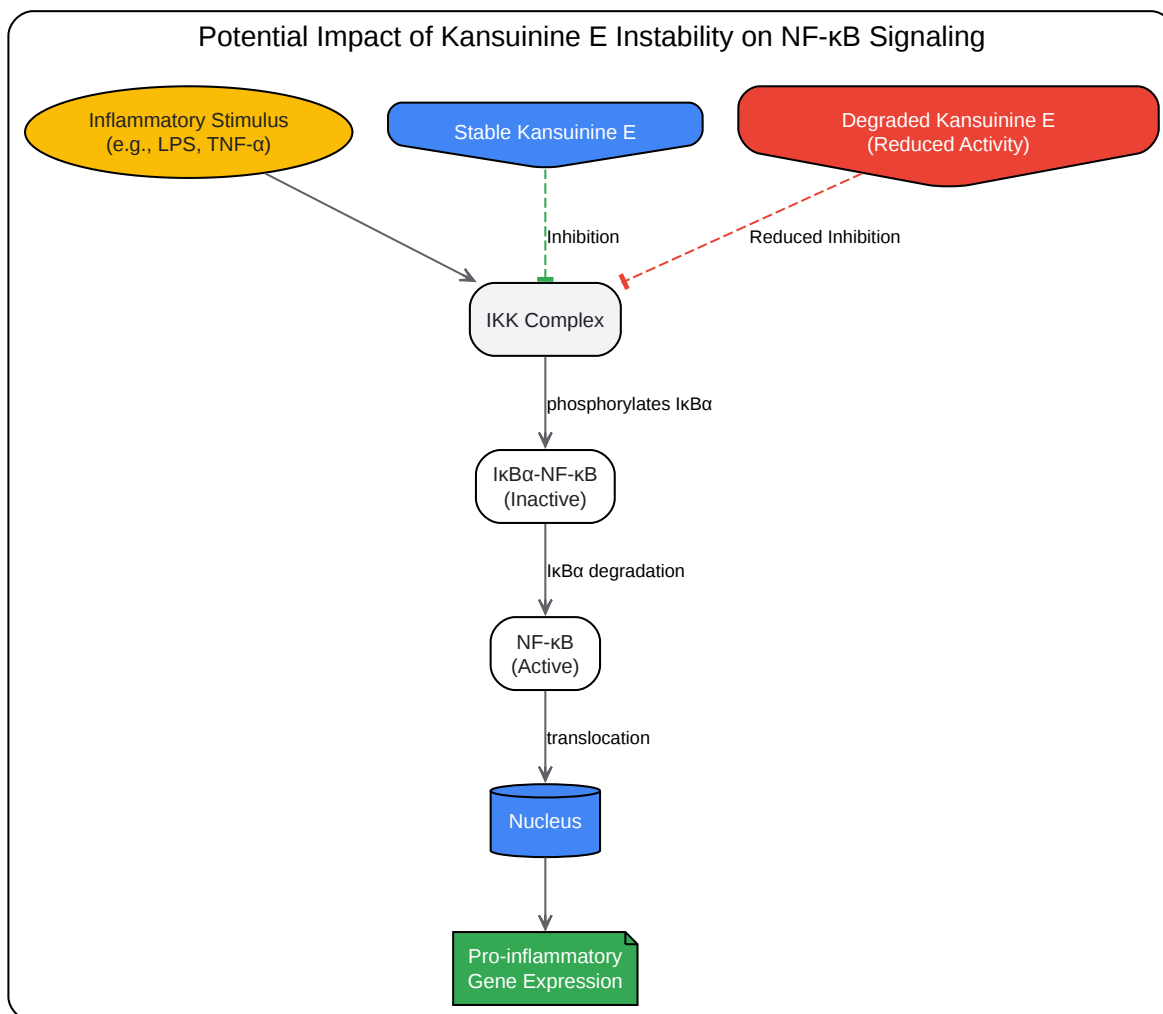 Potential Impact of Kansuinine E Instability on NF-κB Signaling
Inflammatory Stimulus
(e.g., LPS, TNF-α)
Stable Kansuinine E
Degraded Kansuinine E
(Reduced Activity)
Inhibition
Reduced Inhibition
IKK Complex
phosphorylates IκBα
IκBα-NF-κB
(Inactive)
IκBα degradation
NF-κB
(Active)
translocation
Nucleus
Pro-inflammatory
Gene Expression